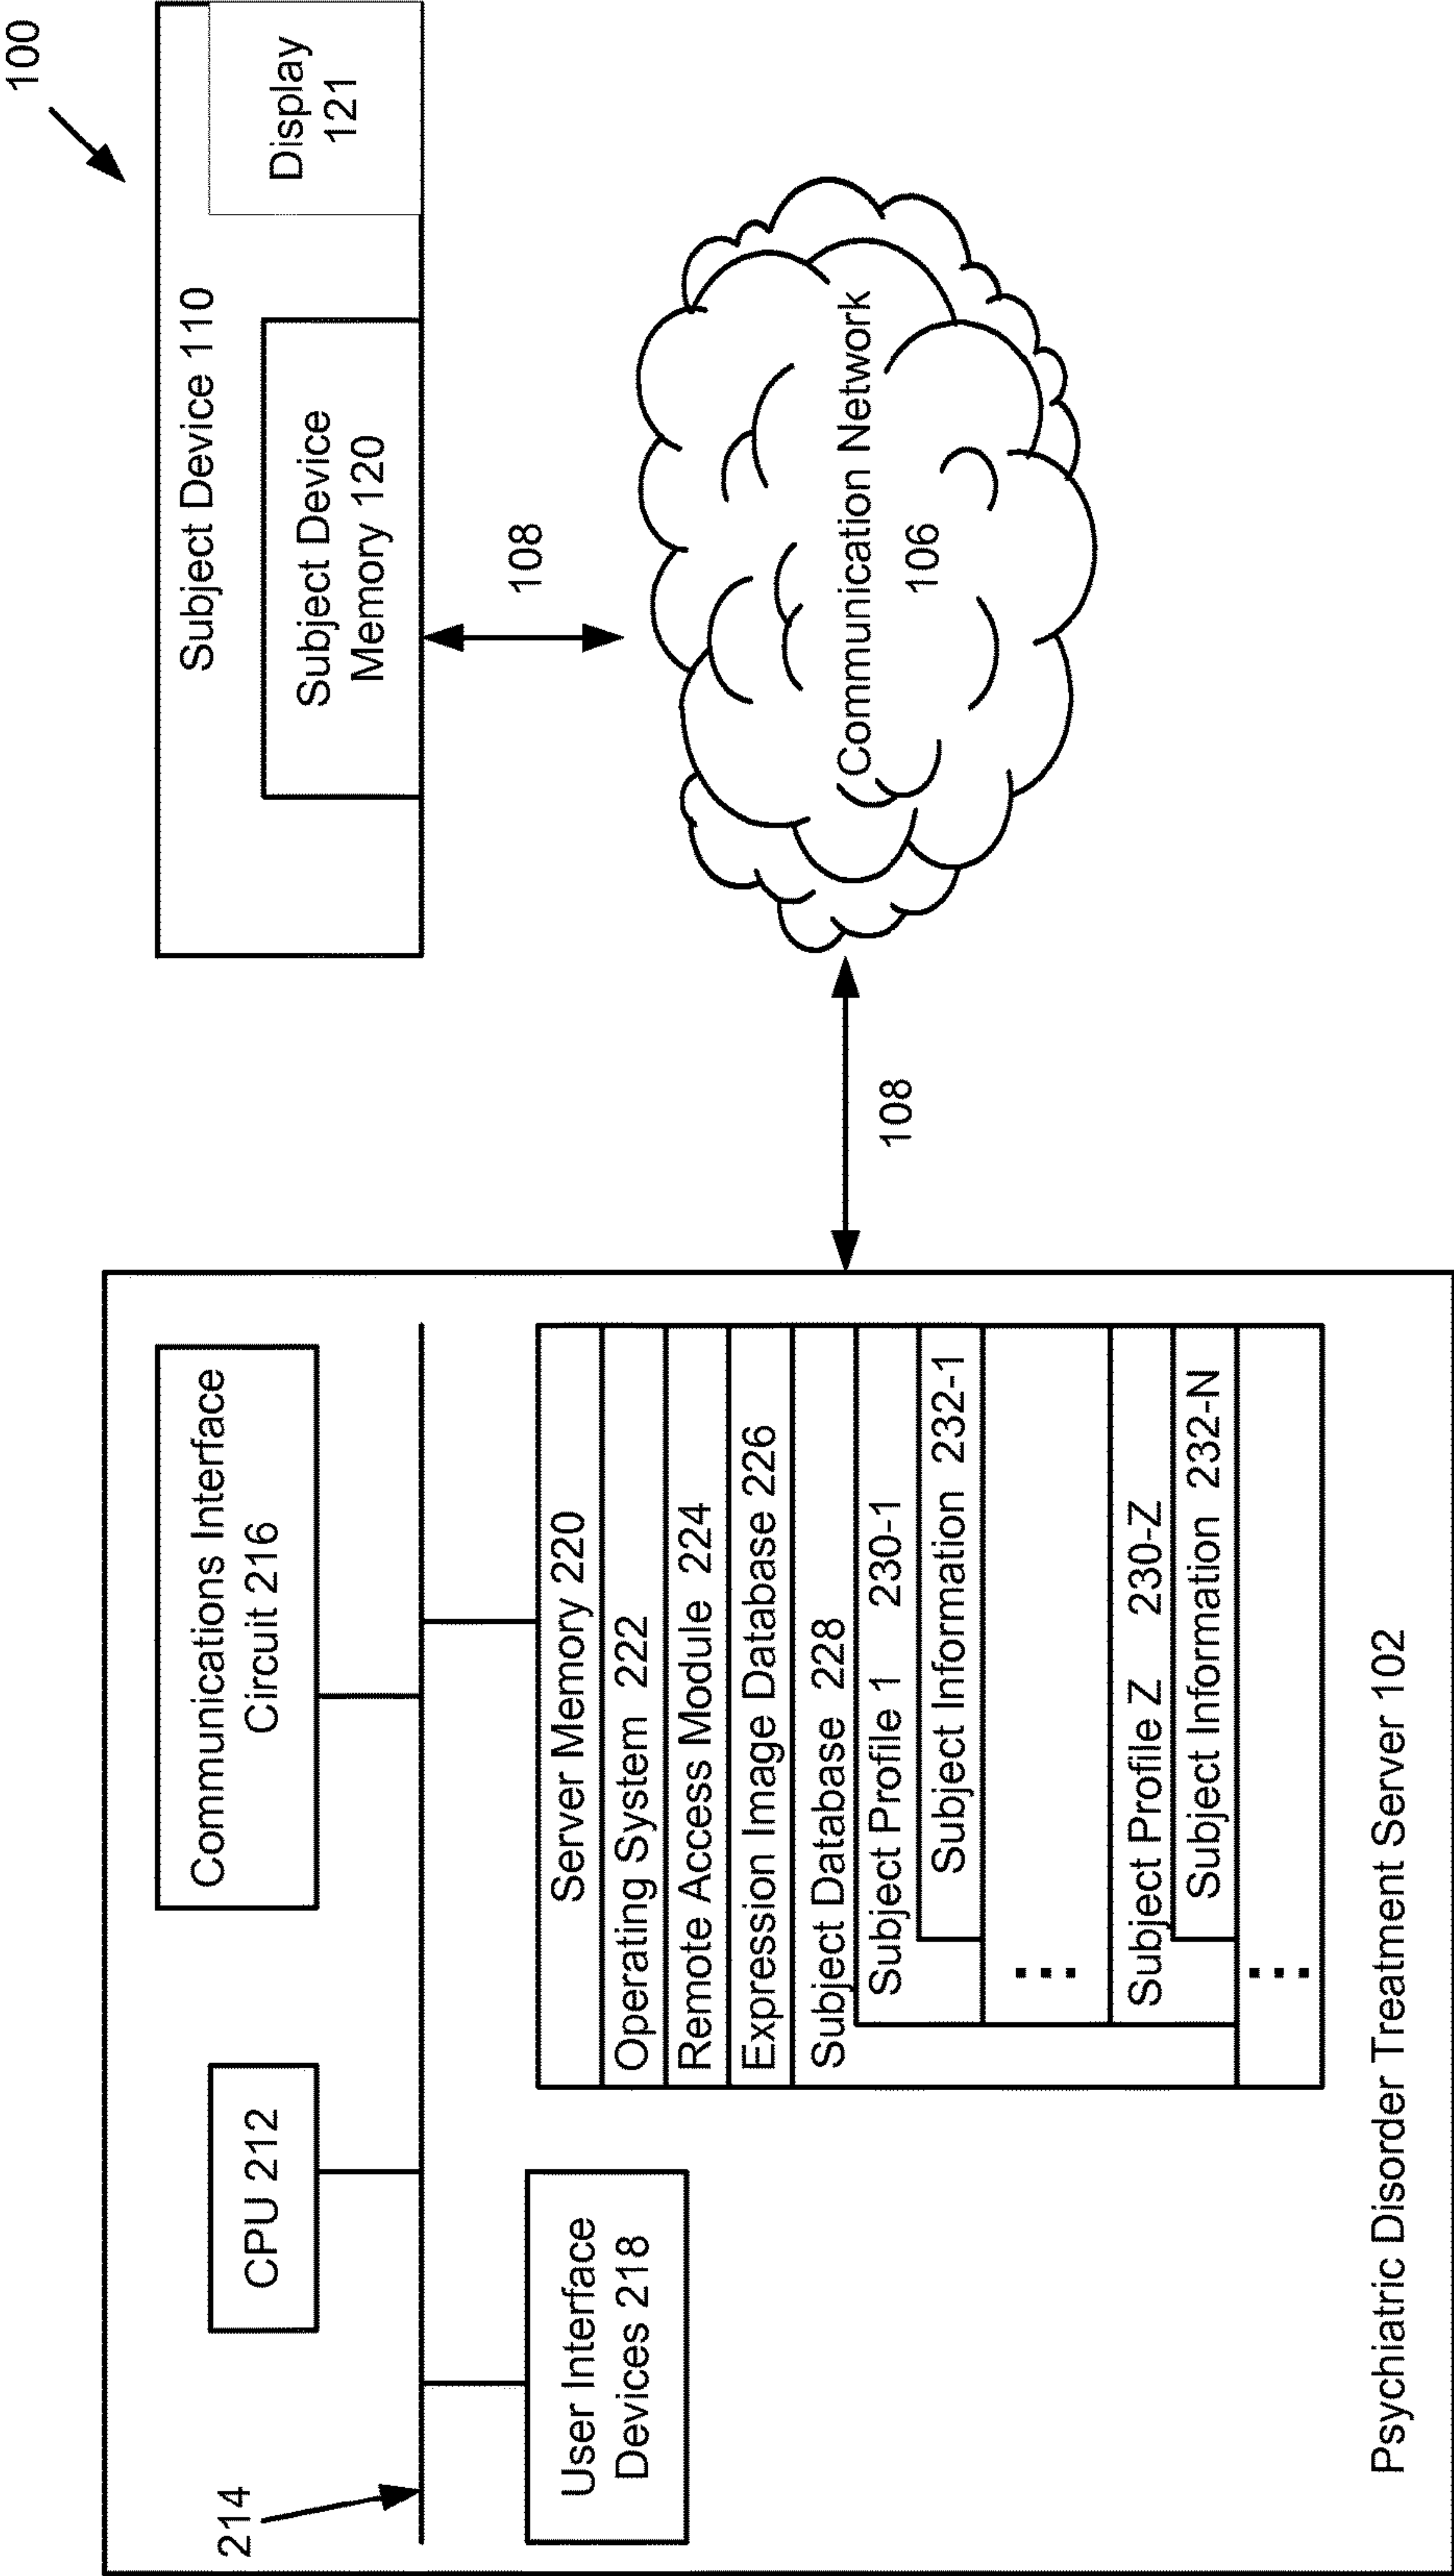 100
Subject Device 110
Subject Device
Memory 120
Display
121
108
Communication Network
106
108
214
CPU 212
Communications Interface
Circuit 216
User Interface
Devices 218
Server Memory 220
Operating System 222
Remote Access Module 224
Expression Image Database 226
Subject Database 228
Subject Profile 1 230-1
Subject Information 232-1
...
Subject Profile Z 230-Z
Subject Information 232-N
...
Psychiatric Disorder Treatment Server 102